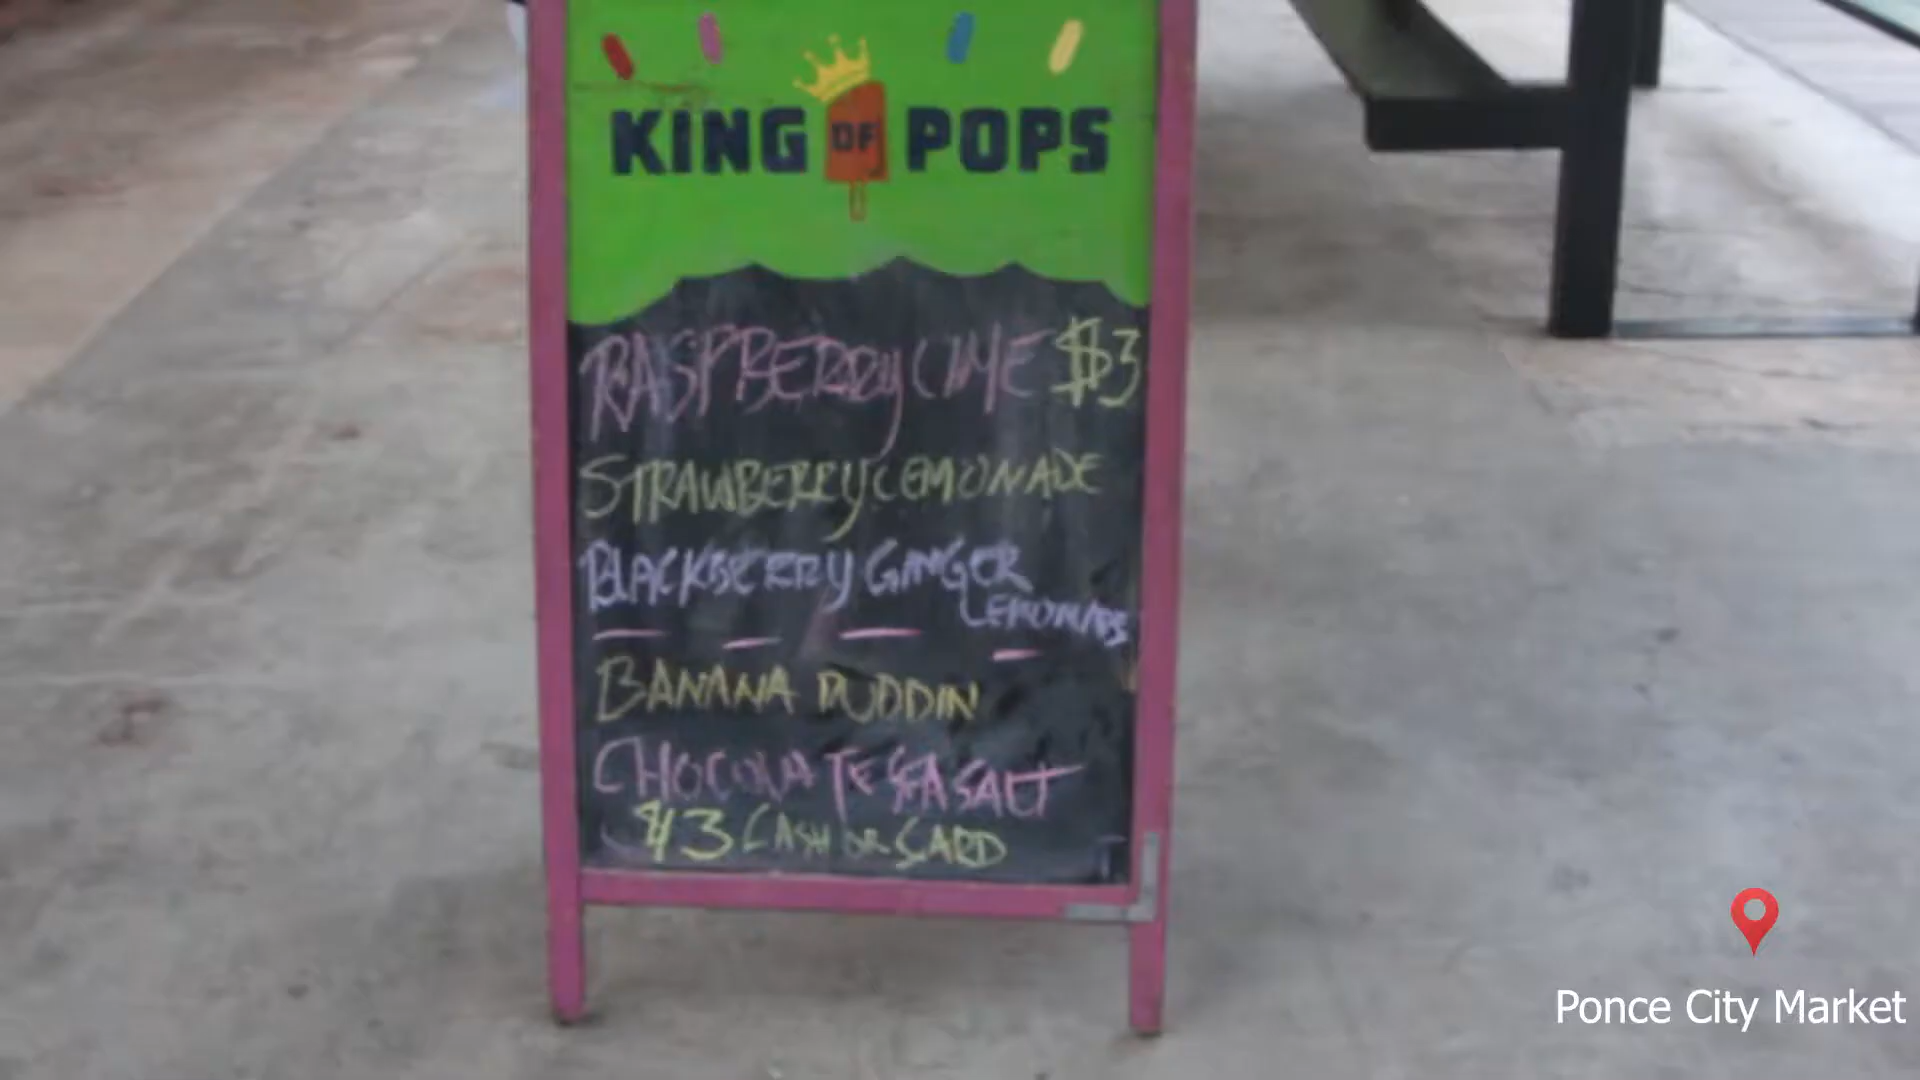 KING OF POPS
RASPBERRY LIME $3
STRAWBERRY LEMONADE
BLACKBERRY GINGER
LEMONADE
BANANA PUDDIN
CHOCOLATE SEA SALT
$3 CASH OR CARD
Ponce City Market